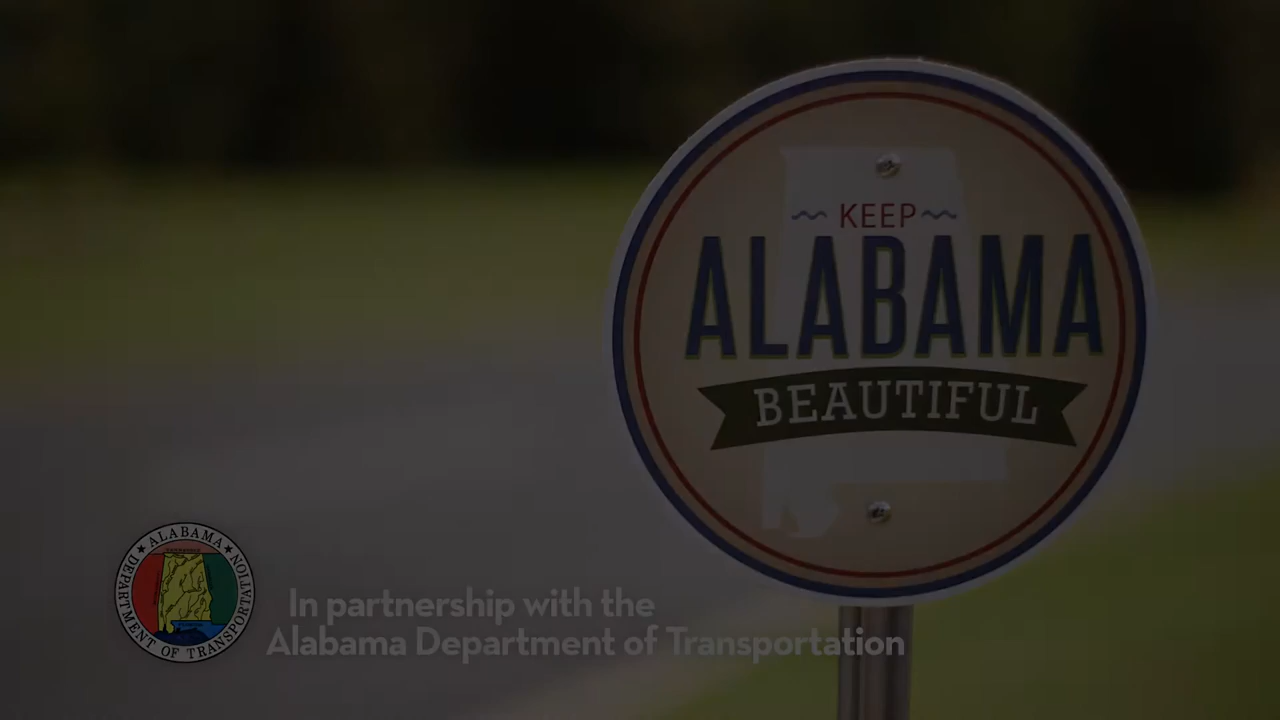 KEEP
ALABAMA
BEAUTIFUL
ALABAMA
DEPARTMENT OF TRANSPORTATION
In partnership with the
Alabama Department of Transportation